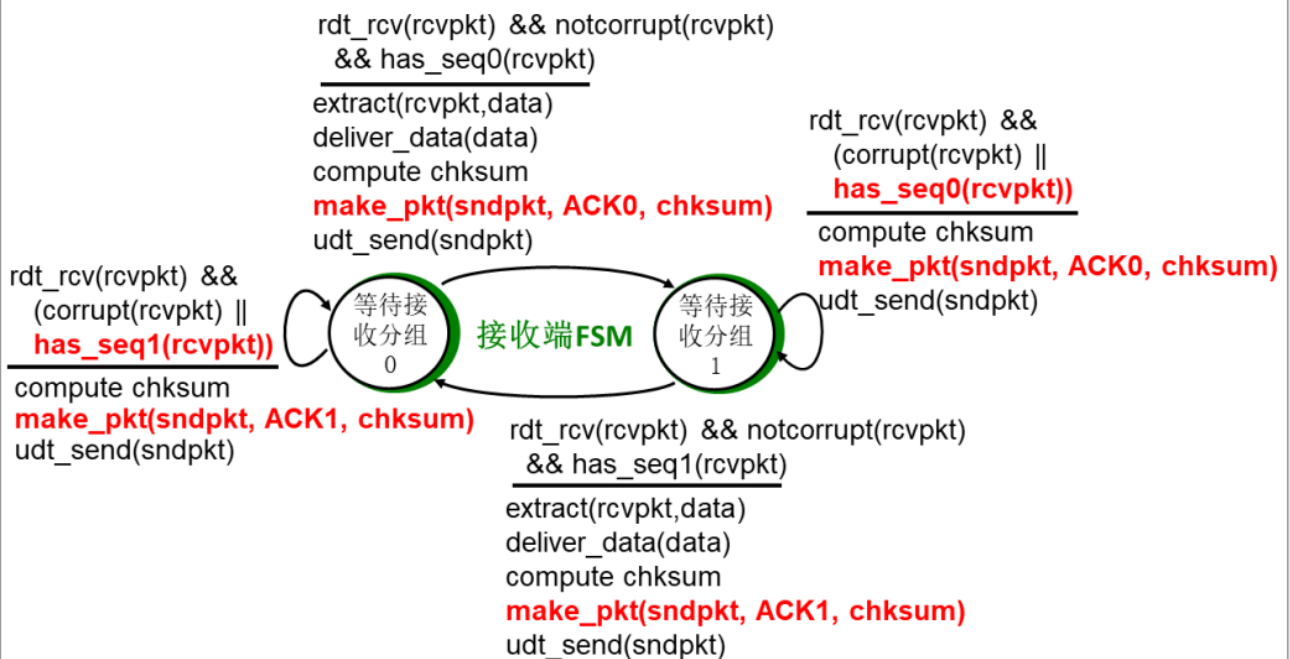 rdt_rcv(rcvpkt) && notcorrupt(rcvpkt)
&& has_seq0(rcvpkt)
extract(rcvpkt,data)
deliver_data(data)
compute chksum
make_pkt(sndpkt, ACK0, chksum)
udt_send(sndpkt)
rdt_rcv(rcvpkt) &&
(corrupt(rcvpkt) ||
has_seq0(rcvpkt))
compute chksum
make_pkt(sndpkt, ACK0, chksum)
udt_send(sndpkt)
rdt_rcv(rcvpkt) &&
(corrupt(rcvpkt) ||
has_seq1(rcvpkt))
compute chksum
make_pkt(sndpkt, ACK1, chksum)
udt_send(sndpkt)
等待接
收分组
0
接收端FSM
等待接
收分组
1
rdt_rcv(rcvpkt) && notcorrupt(rcvpkt)
&& has_seq1(rcvpkt)
extract(rcvpkt,data)
deliver_data(data)
compute chksum
make_pkt(sndpkt, ACK1, chksum)
udt_send(sndpkt)